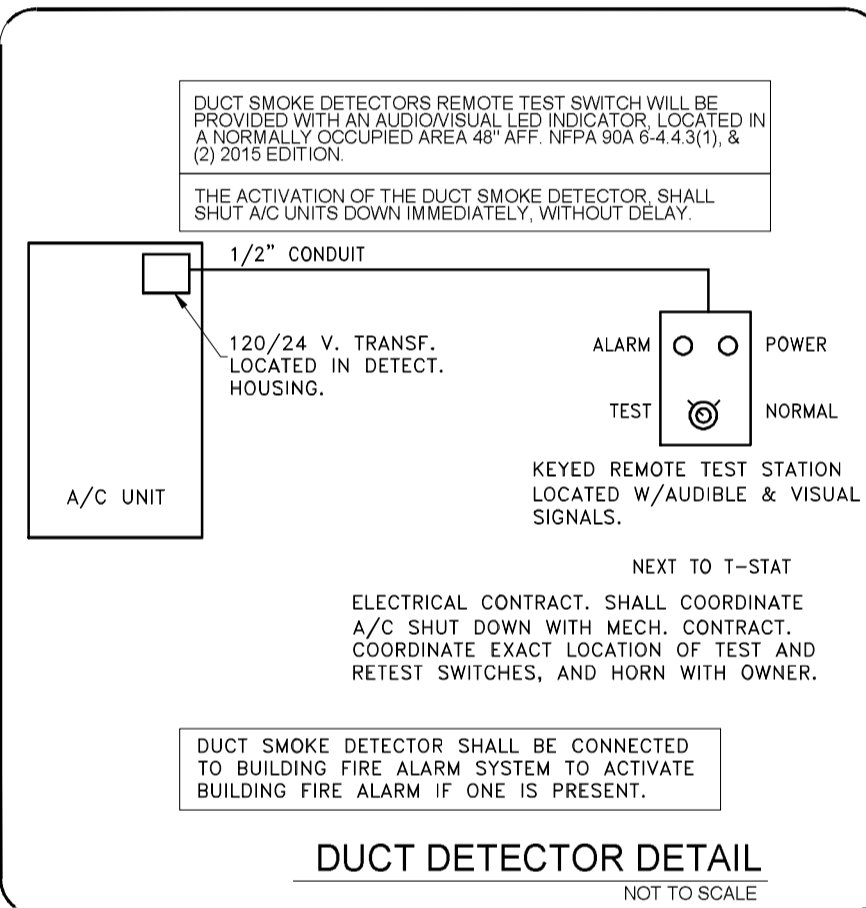 DUCT SMOKE DETECTORS REMOTE TEST SWITCH WILL BE
PROVIDED WITH AN AUDIO/VISUAL LED INDICATOR, LOCATED IN
A NORMALLY OCCUPIED AREA 48" AFF. NFPA 90A 6-4.4.3(1), &
(2) 2015 EDITION.
THE ACTIVATION OF THE DUCT SMOKE DETECTOR, SHALL
SHUT A/C UNITS DOWN IMMEDIATELY, WITHOUT DELAY.
1/2" CONDUIT
120/24 V. TRANSF.
LOCATED IN DETECT.
HOUSING.
A/C UNIT
ALARM
POWER
TEST
NORMAL
KEYED REMOTE TEST STATION
LOCATED W/AUDIBLE & VISUAL
SIGNALS.
NEXT TO T-STAT
ELECTRICAL CONTRACT. SHALL COORDINATE
A/C SHUT DOWN WITH MECH. CONTRACT.
COORDINATE EXACT LOCATION OF TEST AND
RETEST SWITCHES, AND HORN WITH OWNER.
DUCT SMOKE DETECTOR SHALL BE CONNECTED
TO BUILDING FIRE ALARM SYSTEM TO ACTIVATE
BUILDING FIRE ALARM IF ONE IS PRESENT.
DUCT DETECTOR DETAIL
NOT TO SCALE